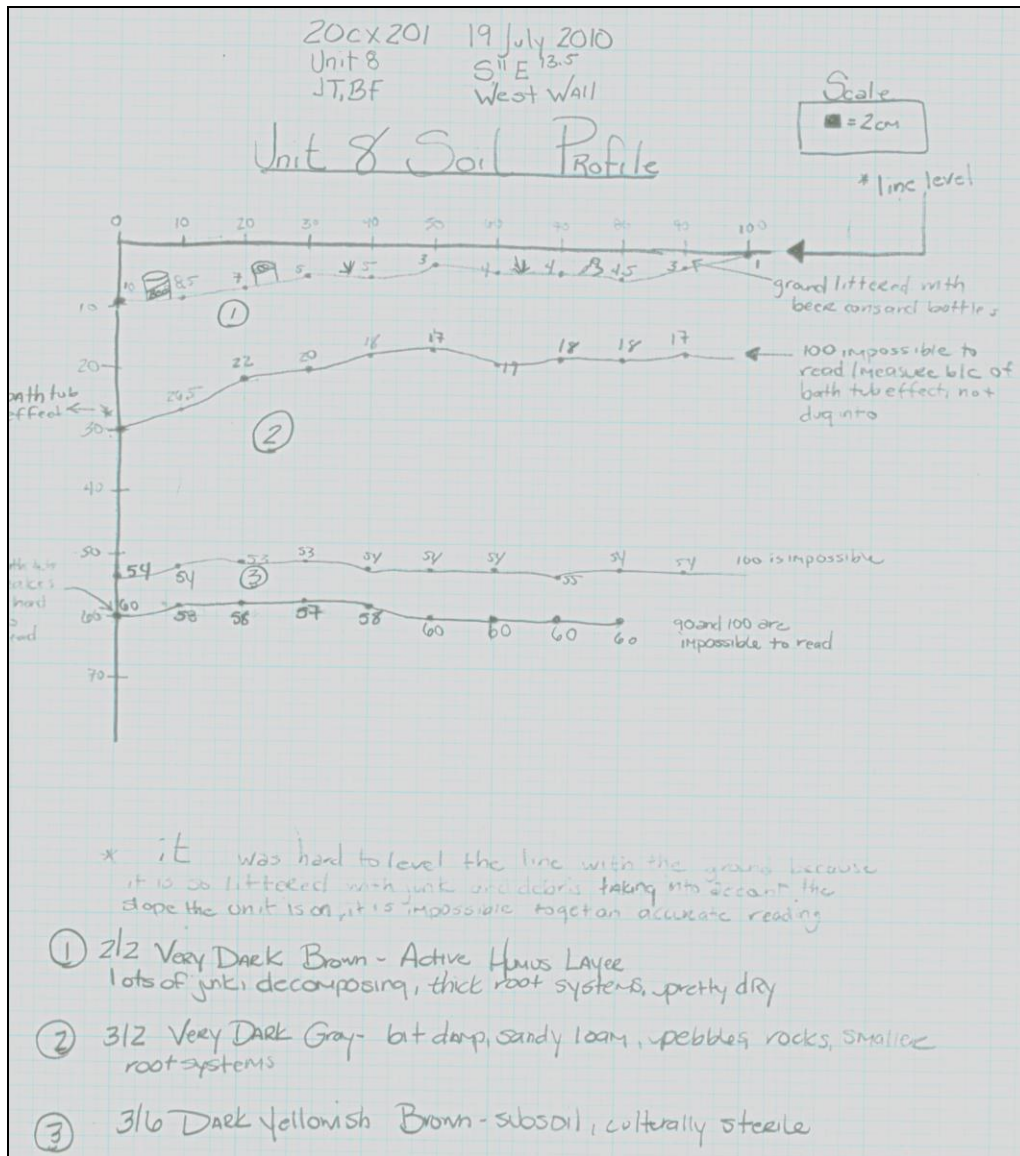 20CX201 19 July 2010
Unit 8 S11 E13.5
JT, BF West Wall
Scale
= 2cm
Unit 8 Soil Profile
* line level
0 10 20 30 40 50 60 70 80 90 100
10 8.5 7 5 5 3 4 4 4.5 3.5 1
grand litteerd with
beer cans and bottles
10
1
22 20 18 17 19 18 18 17
20
100 impossible to
read/measure b/c of
bath tub effect, not
dug into
bath tub
effect
30
2
40
50
54 54 53 53 54 54 54 55 54 54 100 is impossible
3
hard
60
60 58 58 57 58 60 60 60 60
90 and 100 are
impossible to read
70
* it was hard to level the line with the because
it is so littered with junk and debris taking into the
slope the unit is on, it is impossible to get an accurate reading
1 2/2 Very Dark Brown - Active Humus Layer
lots of junk, decomposing, thick root systems, pretty dry
2 3/2 Very Dark Gray - bit damp, sandy loam, pebbles, rocks, smaller
root systems
3 3/6 Dark Yellowish Brown - subsoil, culturally sterile